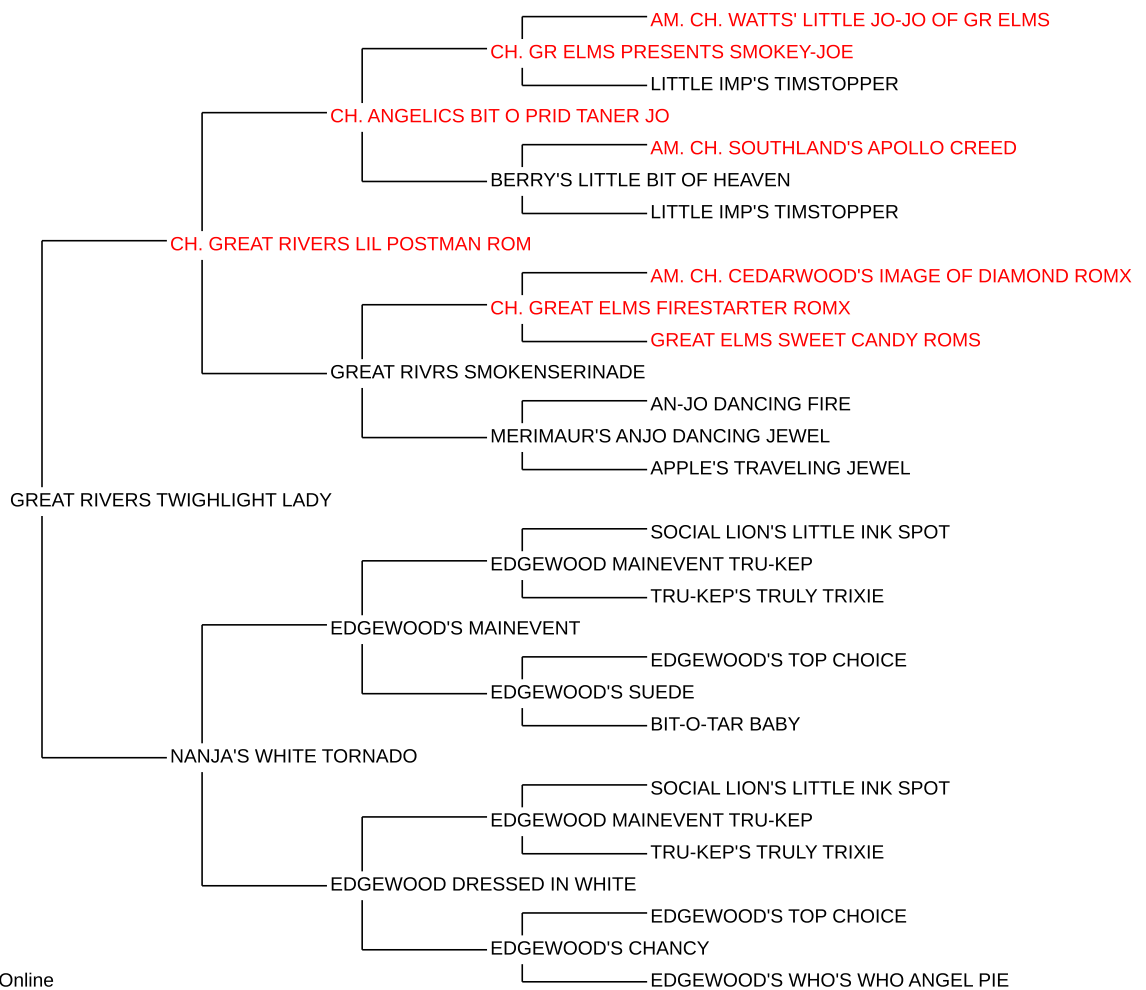 AM. CH. WATTS' LITTLE JO-JO OF GR ELMS
CH. GR ELMS PRESENTS SMOKEY-JOE
LITTLE IMP'S TIMSTOPPER
CH. ANGELICS BIT O PRID TANER JO
AM. CH. SOUTHLAND'S APOLLO CREED
BERRY'S LITTLE BIT OF HEAVEN
LITTLE IMP'S TIMSTOPPER
CH. GREAT RIVERS LIL POSTMAN ROM
AM. CH. CEDARWOOD'S IMAGE OF DIAMOND ROMX
CH. GREAT ELMS FIRESTARTER ROMX
GREAT ELMS SWEET CANDY ROMS
GREAT RIVRS SMOKENSERINADE
AN-JO DANCING FIRE
MERIMAUR'S ANJO DANCING JEWEL
APPLE'S TRAVELING JEWEL
GREAT RIVERS TWIGHLIGHT LADY
SOCIAL LION'S LITTLE INK SPOT
EDGEWOOD MAINEVENT TRU-KEP
TRU-KEP'S TRULY TRIXIE
EDGEWOOD'S MAINEVENT
EDGEWOOD'S TOP CHOICE
EDGEWOOD'S SUEDE
BIT-O-TAR BABY
NANJA'S WHITE TORNADO
SOCIAL LION'S LITTLE INK SPOT
EDGEWOOD MAINEVENT TRU-KEP
TRU-KEP'S TRULY TRIXIE
EDGEWOOD DRESSED IN WHITE
EDGEWOOD'S TOP CHOICE
EDGEWOOD'S CHANCY
EDGEWOOD'S WHO'S WHO ANGEL PIE
Online